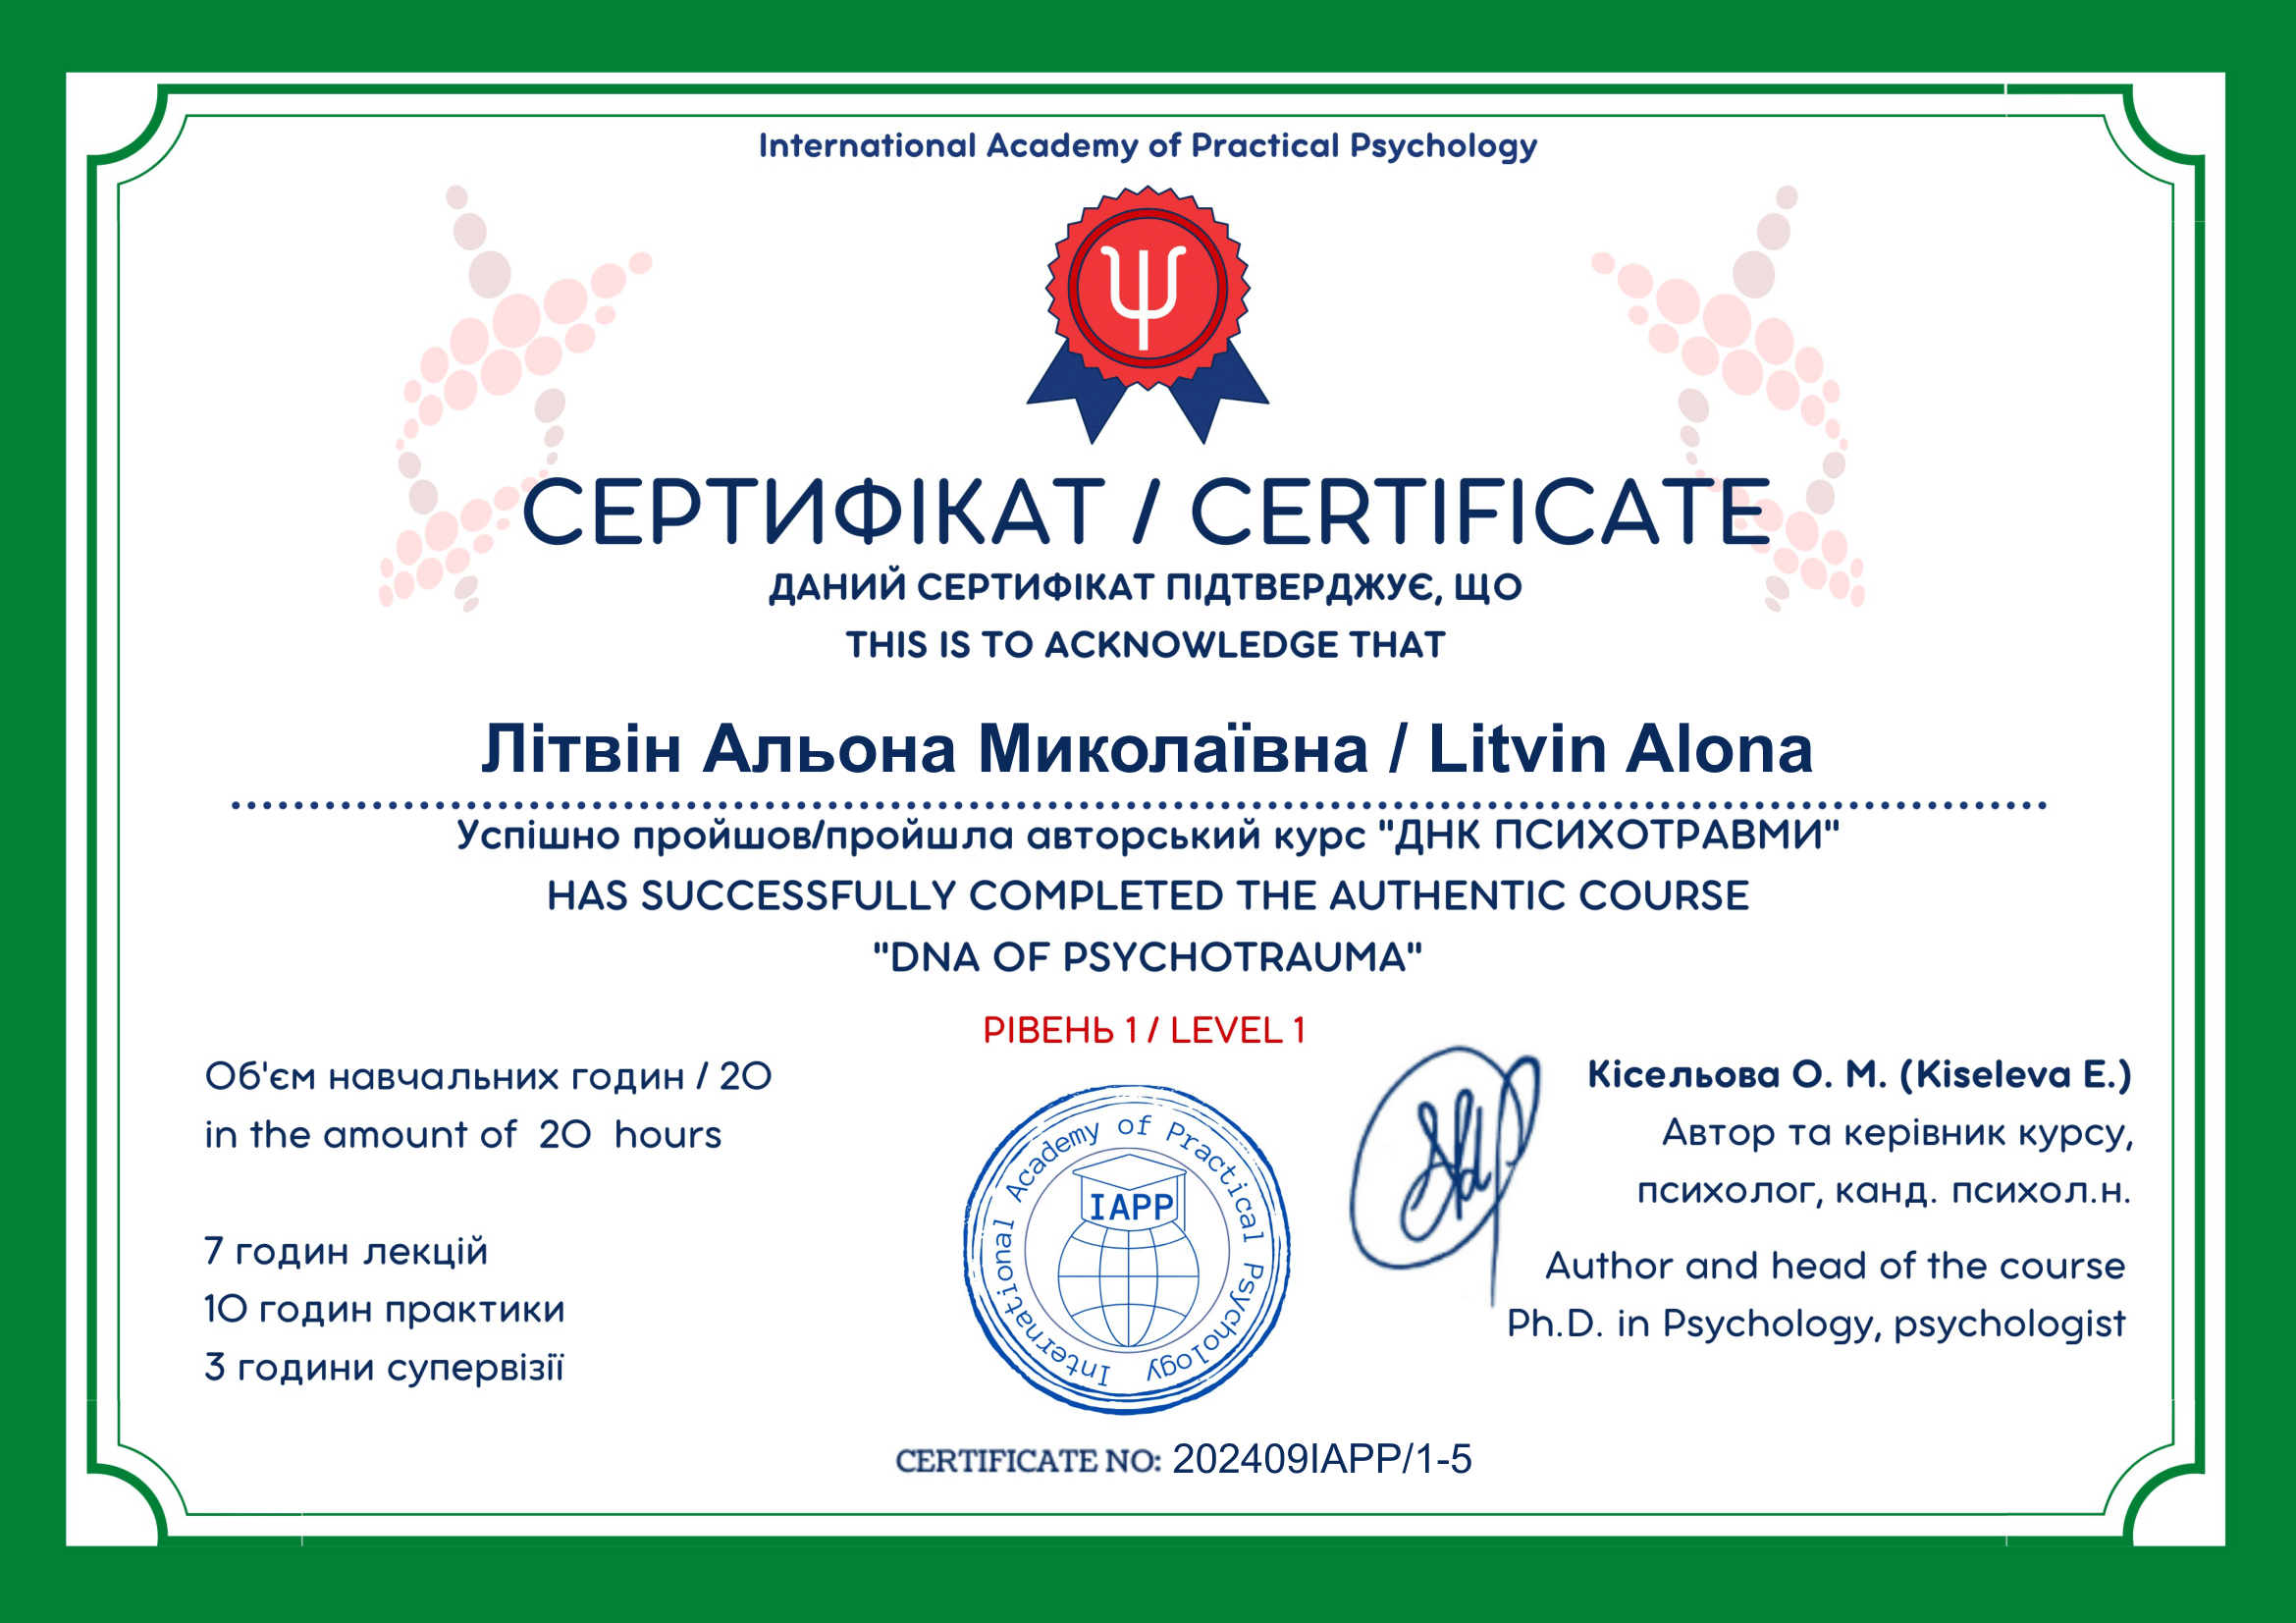 International Academy of Practical Psychology
Ψ
СЕРТИФІКАТ / CERTIFICATE
ДАНИЙ СЕРТИФІКАТ ПІДТВЕРДЖУЄ, ЩО
THIS IS TO ACKNOWLEDGE THAT
Літвін Альона Миколаївна / Litvin Alona
Успішно пройшов/пройшла авторський курс "ДНК ПСИХОТРАВМИ"
HAS SUCCESSFULLY COMPLETED THE AUTHENTIC COURSE
"DNA OF PSYCHOTRAUMA"
РІВЕНЬ 1 / LEVEL 1
Об'єм навчальних годин / 20
in the amount of 20 hours
7 годин лекцій
10 годин практики
3 години супервізії
International Academy of Practical Psychology
IAPP
Кісельова О. М. (Kiseleva E.)
Автор та керівник курсу,
психолог, канд. психол.н.
Author and head of the course
Ph.D. in Psychology, psychologist
CERTIFICATE NO: 202409IAPP/1-5